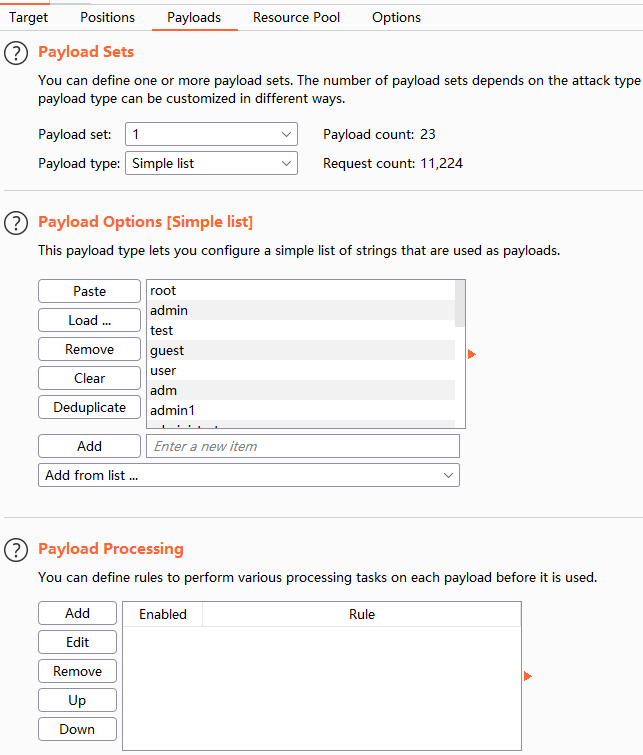 Target Positions Payloads Resource Pool Options
? Payload Sets
You can define one or more payload sets. The number of payload sets depends on the attack type
payload type can be customized in different ways.
Payload set: 1 Payload count: 23
Payload type: Simple list Request count: 11,224
? Payload Options [Simple list]
This payload type lets you configure a simple list of strings that are used as payloads.
Paste
Load ...
Remove
Clear
Deduplicate
root
admin
test
guest
user
adm
admin1
Add Enter a new item
Add from list ...
? Payload Processing
You can define rules to perform various processing tasks on each payload before it is used.
Add
Edit
Remove
Up
Down
Enabled Rule